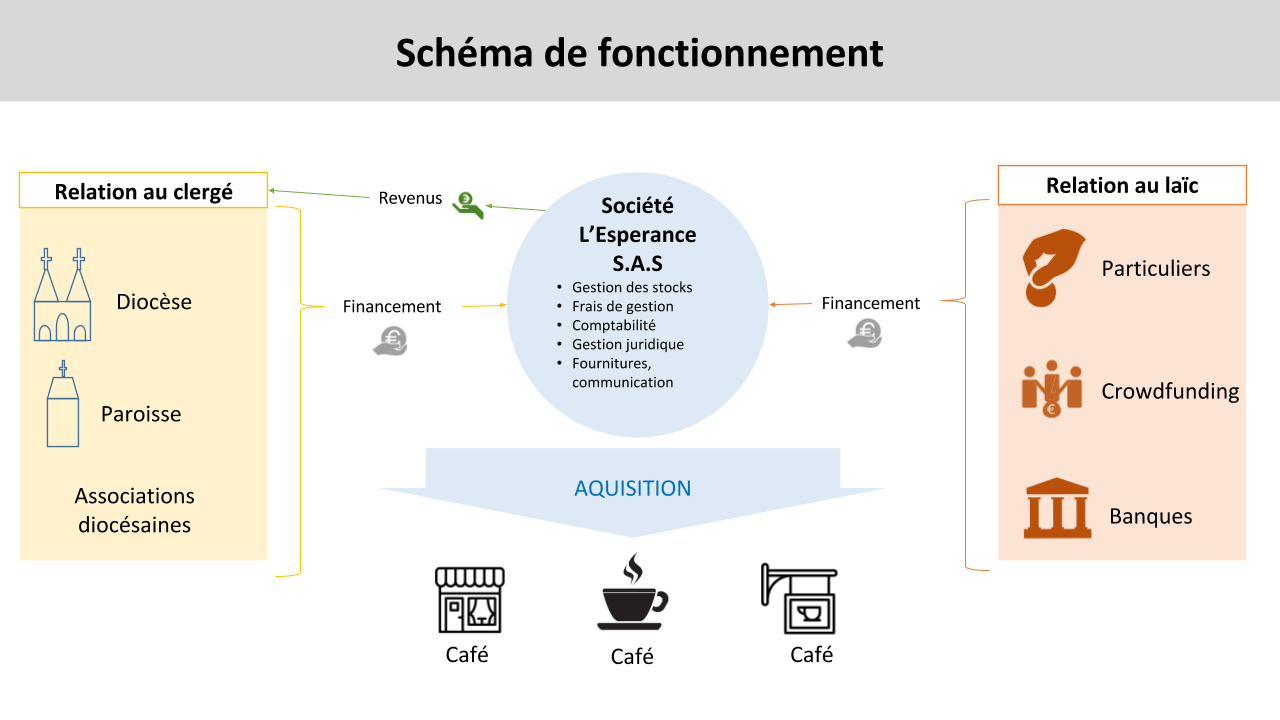 Schéma de fonctionnement
Relation au clergé
Diocèse
Paroisse
Associations
diocésaines
Revenus
Financement
Société
L’Esperance
S.A.S
• Gestion des stocks
• Frais de gestion
• Comptabilité
• Gestion juridique
• Fournitures,
communication
Financement
Relation au laïc
Particuliers
Crowdfunding
Banques
AQUISITION
Café
Café
Café